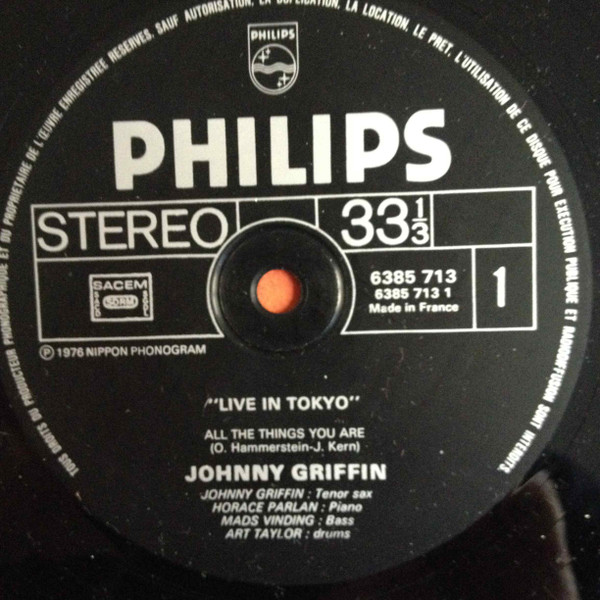 TOUS DROITS DU PRODUCTEUR PHONOGRAPHIQUE ET DU PROPRIETAIRE DE L'ŒUVRE ENREGISTREE RESERVES. SAUF AUTORISATION, LA DUPLICATION, LA LOCATION, LE PRET, L'UTILISATION DE CE DISQUE POUR EXECUTION PUBLIQUE ET RADIODIFFUSION SONT INTERDITS.
PHILIPS
PHILIPS
STEREO
33 1/3
SACEM
SDRM
6385 713
6385 713 1
Made in France
1
℗ 1976 NIPPON PHONOGRAM
"LIVE IN TOKYO"
ALL THE THINGS YOU ARE
(O. Hammerstein-J. Kern)
JOHNNY GRIFFIN
JOHNNY GRIFFIN : Tenor sax
HORACE PARLAN : Piano
MADS VINDING : Bass
ART TAYLOR : drums